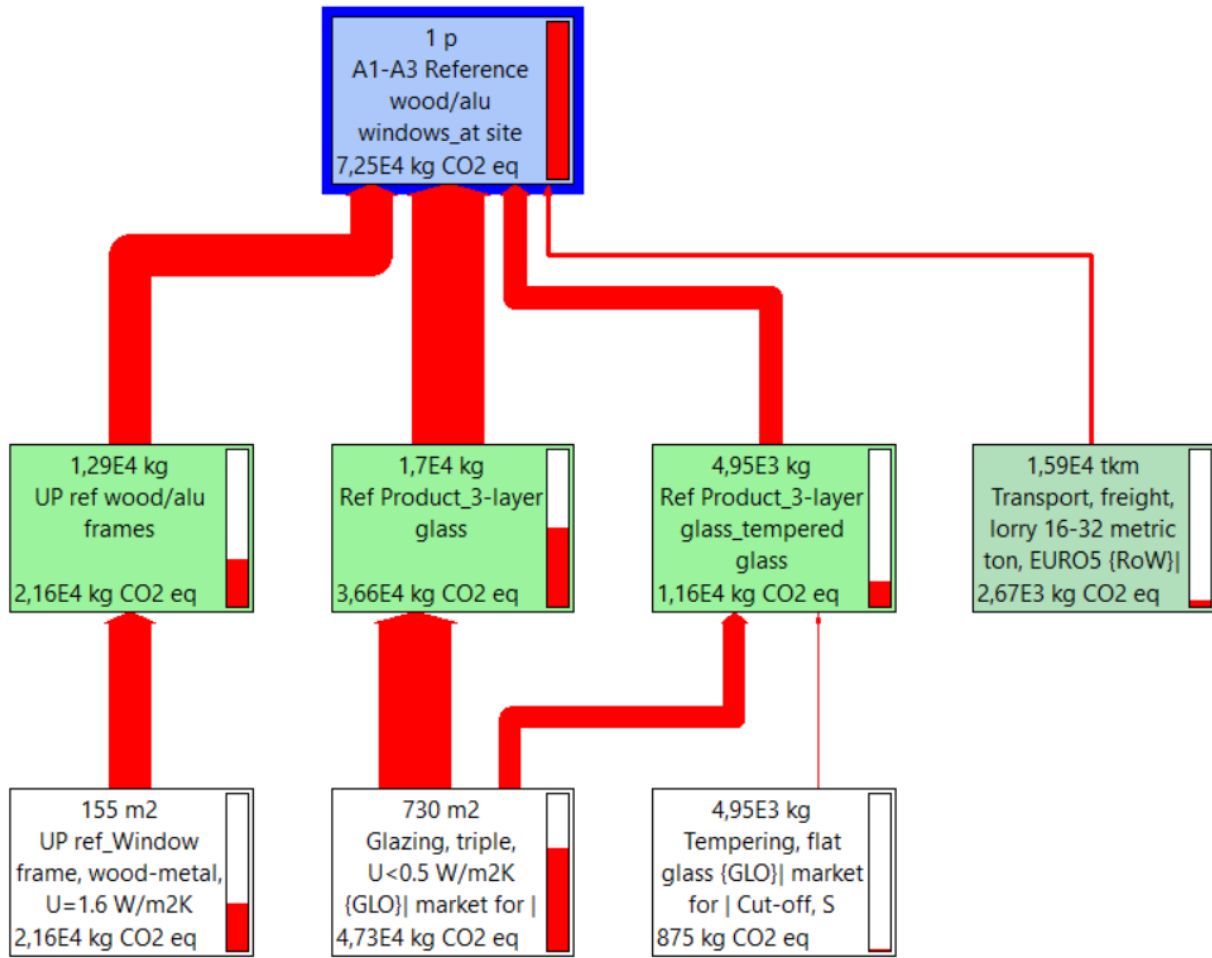 1 p
A1-A3 Reference
wood/alu
windows_at site
7,25E4 kg CO2 eq
1,29E4 kg
UP ref wood/alu
frames
2,16E4 kg CO2 eq
1,7E4 kg
Ref Product_3-layer
glass
3,66E4 kg CO2 eq
4,95E3 kg
Ref Product_3-layer
glass_tempered
glass
1,16E4 kg CO2 eq
1,59E4 tkm
Transport, freight,
lorry 16-32 metric
ton, EURO5 {RoW}|
2,67E3 kg CO2 eq
155 m2
UP ref_Window
frame, wood-metal,
U=1.6 W/m2K
2,16E4 kg CO2 eq
730 m2
Glazing, triple,
U<0.5 W/m2K
{GLO}| market for |
4,73E4 kg CO2 eq
4,95E3 kg
Tempering, flat
glass {GLO}| market
for | Cut-off, S
875 kg CO2 eq